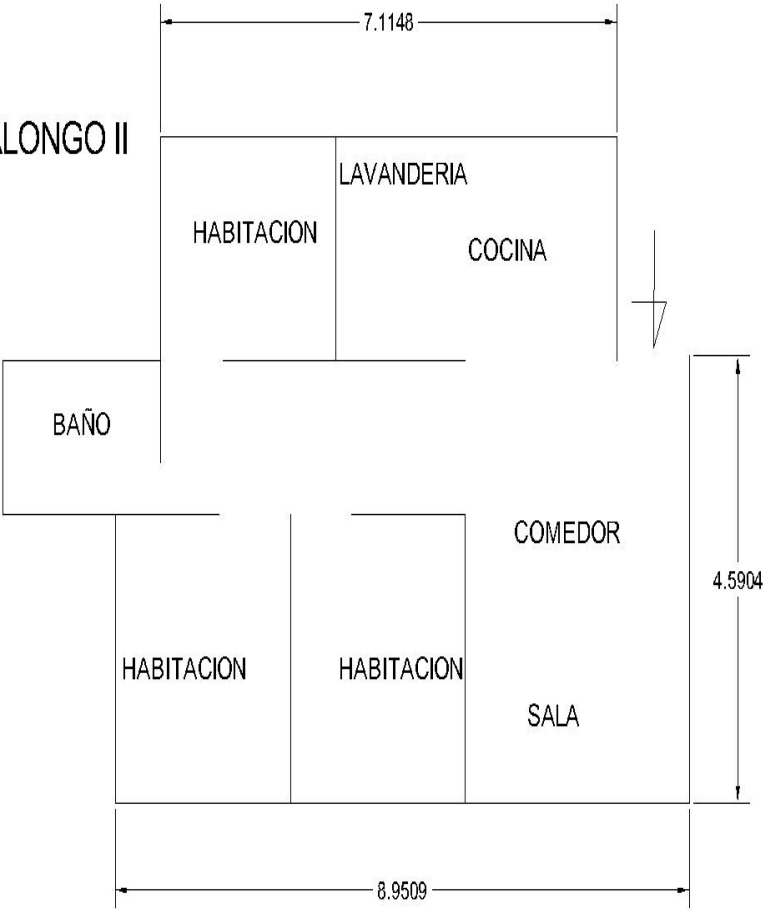 7.1148
ALONGO II
LAVANDERIA
HABITACION
COCINA
BAÑO
COMEDOR
4.5904
HABITACION
HABITACION
SALA
8.9509